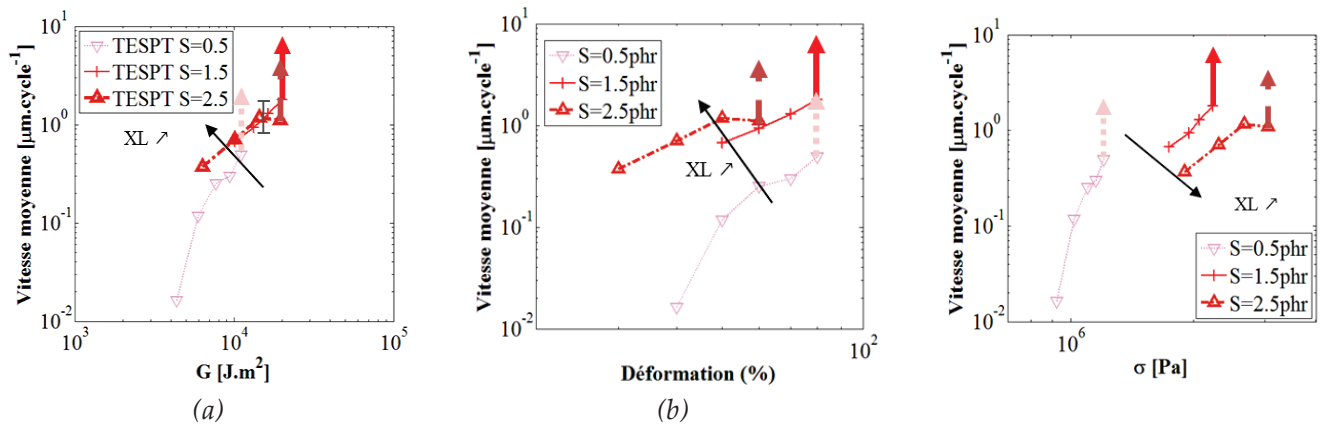 10¹
10⁰
10⁻¹
10⁻²
Vitesse moyenne [µm.cycle⁻¹]
TESPT S=0.5
TESPT S=1.5
TESPT S=2.5
XL ↗
10³
10⁴
10⁵
G [J.m²]
(a)
10¹
10⁰
10⁻¹
10⁻²
Vitesse moyenne [µm.cycle⁻¹]
S=0.5phr
S=1.5phr
S=2.5phr
XL ↗
10²
Déformation (%)
(b)
10¹
10⁰
10⁻¹
10⁻²
Vitesse moyenne [µm.cycle⁻¹]
XL ↗
S=0.5phr
S=1.5phr
S=2.5phr
10⁶
σ [Pa]